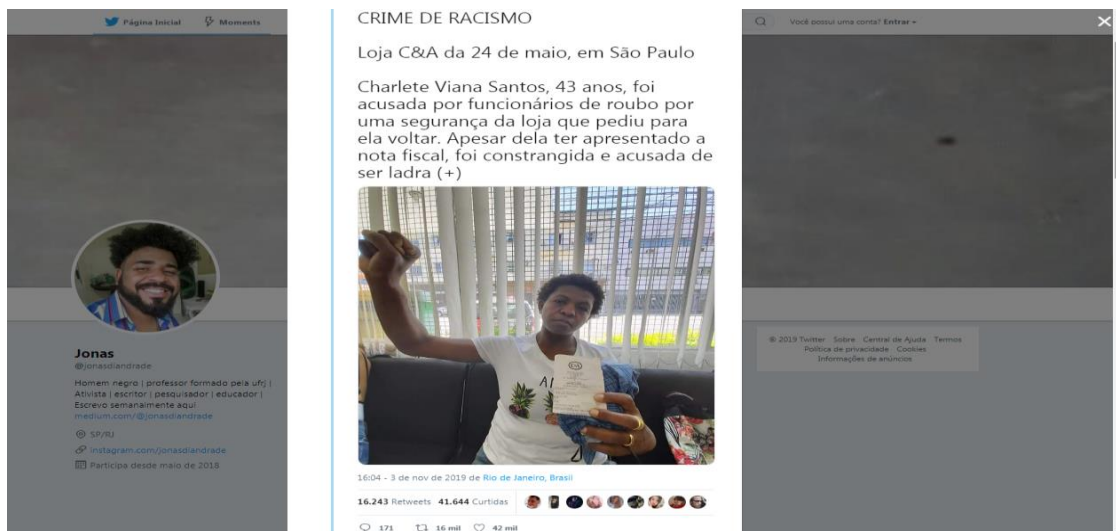 Página Inicial
Moments
Você possui uma conta? Entrar
CRIME DE RACISMO
Loja C&A da 24 de maio, em São Paulo
Charlete Viana Santos, 43 anos, foi
acusada por funcionários de roubo por
uma segurança da loja que pediu para
ela voltar. Apesar dela ter apresentado a
nota fiscal, foi constrangida e acusada de
ser ladra (+)
16:04 - 3 de nov de 2019 de Rio de Janeiro, Brasil
16.243 Retweets 41.644 Curtidas
171 16 mil 42 mil
Jonas
@jonasdiandrade
Homem negro | professor formado pela ufrj |
Ativista | escritor | pesquisador | educador |
Escrevo semanalmente aqui
medium.com/@jonasdiandrade
SP/RJ
instagram.com/jonasdiandrade
Participa desde maio de 2018
© 2019 Twitter Sobre Central de Ajuda Termos
Política de privacidade Cookies
Informações de anúncios